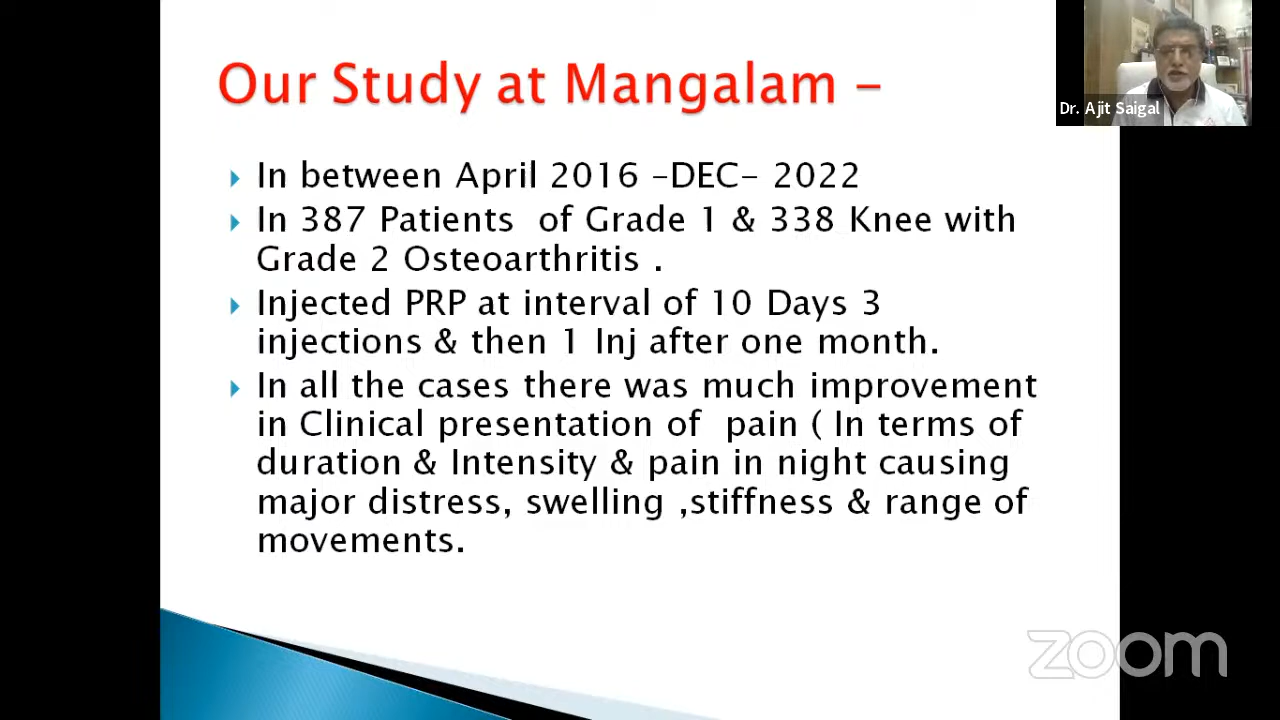 Our Study at Mangalam –
Dr. Ajit Saigal
In between April 2016 –DEC– 2022
In 387 Patients of Grade 1 & 338 Knee with
Grade 2 Osteoarthritis .
Injected PRP at interval of 10 Days 3
injections & then 1 Inj after one month.
In all the cases there was much improvement
in Clinical presentation of pain ( In terms of
duration & Intensity & pain in night causing
major distress, swelling ,stiffness & range of
movements.
zoom